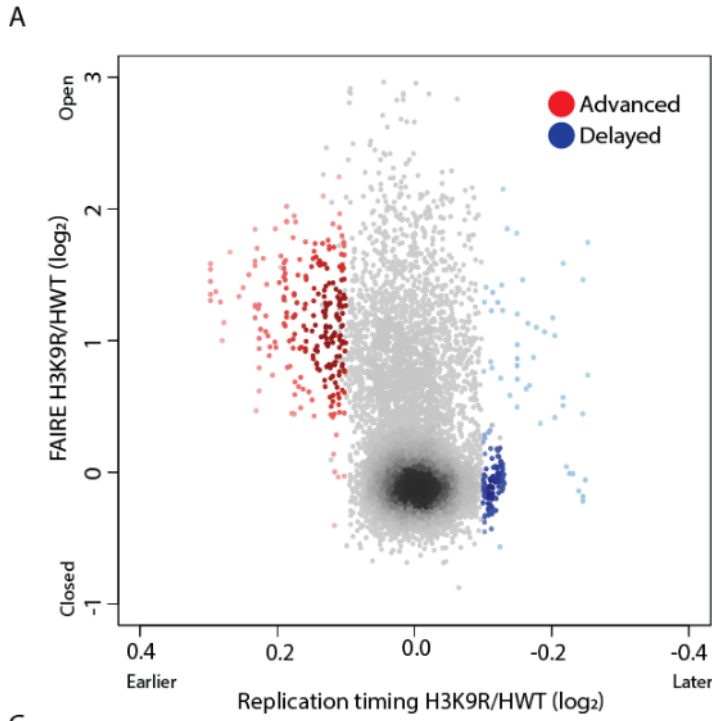 A
Open
Closed
FAIRE H3K9R/HWT (log₂)
3
2
1
0
-1
Advanced
Delayed
0.4
0.2
0.0
-0.2
-0.4
Earlier
Later
Replication timing H3K9R/HWT (log₂)